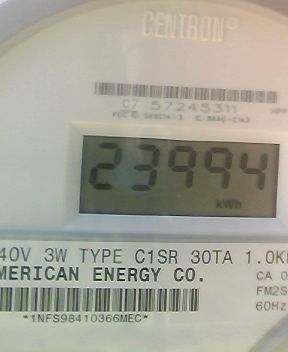 CENTRON®
C7 57245311
23994
kWh
40V 3W TYPE C1SR 30TA 1.0K
MERICAN ENERGY CO.
CA 0
FM2S
60Hz
*1NFS98410366MEC*